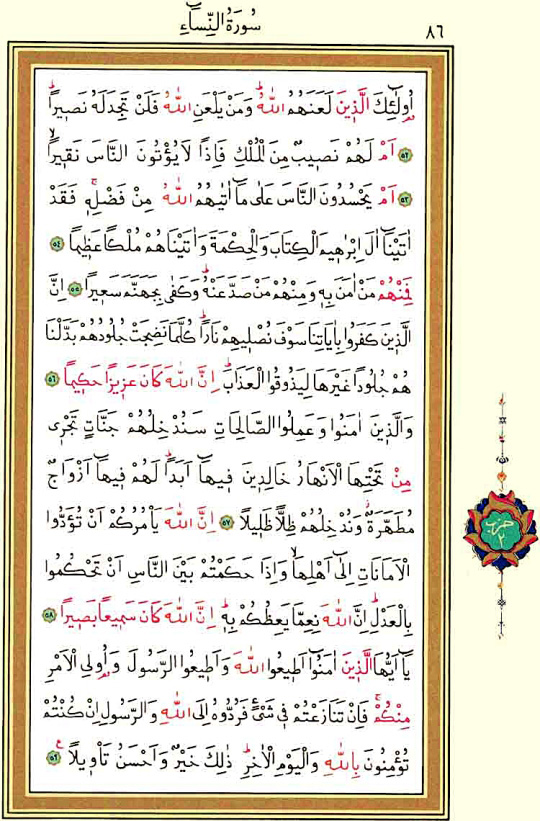 سُورَةُ النِّسَاءِ
٨٦
اُولٰٓئِكَ الَّذ۪ينَ لَعَنَهُمُ اللّٰهُۜ وَمَنْ يَلْعَنِ اللّٰهُ فَلَنْ تَجِدَ لَهُ نَص۪يراًۜ
﴿٥٢﴾ اَمْ لَهُمْ نَص۪يبٌ مِنَ الْمُلْكِ فَاِذاً لَا يُؤْتُونَ النَّاسَ نَق۪يراًۙ
﴿٥٣﴾ اَمْ يَحْسُدُونَ النَّاسَ عَلٰى مَٓا اٰتٰيهُمُ اللّٰهُ مِنْ فَضْلِه۪ۚ فَقَدْ
اٰتَيْنَٓا اٰلَ اِبْرٰه۪يمَ الْكِتَابَ وَالْحِكْمَةَ وَاٰتَيْنَاهُمْ مُلْكاً عَظ۪يماً ﴿٥٤﴾
فَمِنْهُمْ مَنْ اٰمَنَ بِه۪ وَمِنْهُمْ مَنْ صَدَّ عَنْهُۜ وَكَفٰى بِجَهَنَّمَ سَع۪يراً ﴿٥٥﴾ اِنَّ
الَّذ۪ينَ كَفَرُوا بِاٰيَاتِنَا سَوْفَ نُصْل۪يهِمْ نَاراًۜ كُلَّمَا نَضِجَتْ جُلُودُهُمْ بَدَّلْنَا
هُمْ جُلُوداً غَيْرَهَا لِيَذُوقُوا الْعَذَابَۜ اِنَّ اللّٰهَ كَانَ عَز۪يزاً حَك۪يماً ﴿٥٦﴾
وَالَّذ۪ينَ اٰمَنُوا وَعَمِلُوا الصَّالِحَاتِ سَنُدْخِلُهُمْ جَنَّاتٍ تَجْر۪ي
مِنْ تَحْتِهَا الْاَنْهَارُ خَالِد۪ينَ ف۪يهَٓا اَبَداًۜ لَهُمْ ف۪يهَٓا اَزْوَاجٌ
مُطَهَّرَةٌۘ وَنُدْخِلُهُمْ ظِلاًّ ظَل۪يلاً ﴿٥٧﴾ اِنَّ اللّٰهَ يَأْمُرُكُمْ اَنْ تُؤَدُّوا
الْاَمَانَاتِ اِلٰٓى اَهْلِهَاۙ وَاِذَا حَكَمْتُمْ بَيْنَ النَّاسِ اَنْ تَحْكُمُوا
بِالْعَدْلِۜ اِنَّ اللّٰهَ نِعِمَّا يَعِظُكُمْ بِه۪ۜ اِنَّ اللّٰهَ كَانَ سَم۪يعاً بَص۪يراً ﴿٥٨﴾
يَٓا اَيُّهَا الَّذ۪ينَ اٰمَنُٓوا اَط۪يعُوا اللّٰهَ وَاَط۪يعُوا الرَّسُولَ وَاُو۬لِي الْاَمْرِ
مِنْكُمْۚ فَاِنْ تَنَازَعْتُمْ ف۪ي شَيْءٍ فَرُدُّوهُ اِلَى اللّٰهِ وَالرَّسُولِ اِنْ كُنْتُمْ
تُؤْمِنُونَ بِاللّٰهِ وَالْيَوْمِ الْاٰخِرِۜ ذٰلِكَ خَيْرٌ وَاَحْسَنُ تَأْو۪يلاً ﴿٥٩﴾ ع
حزب
٢